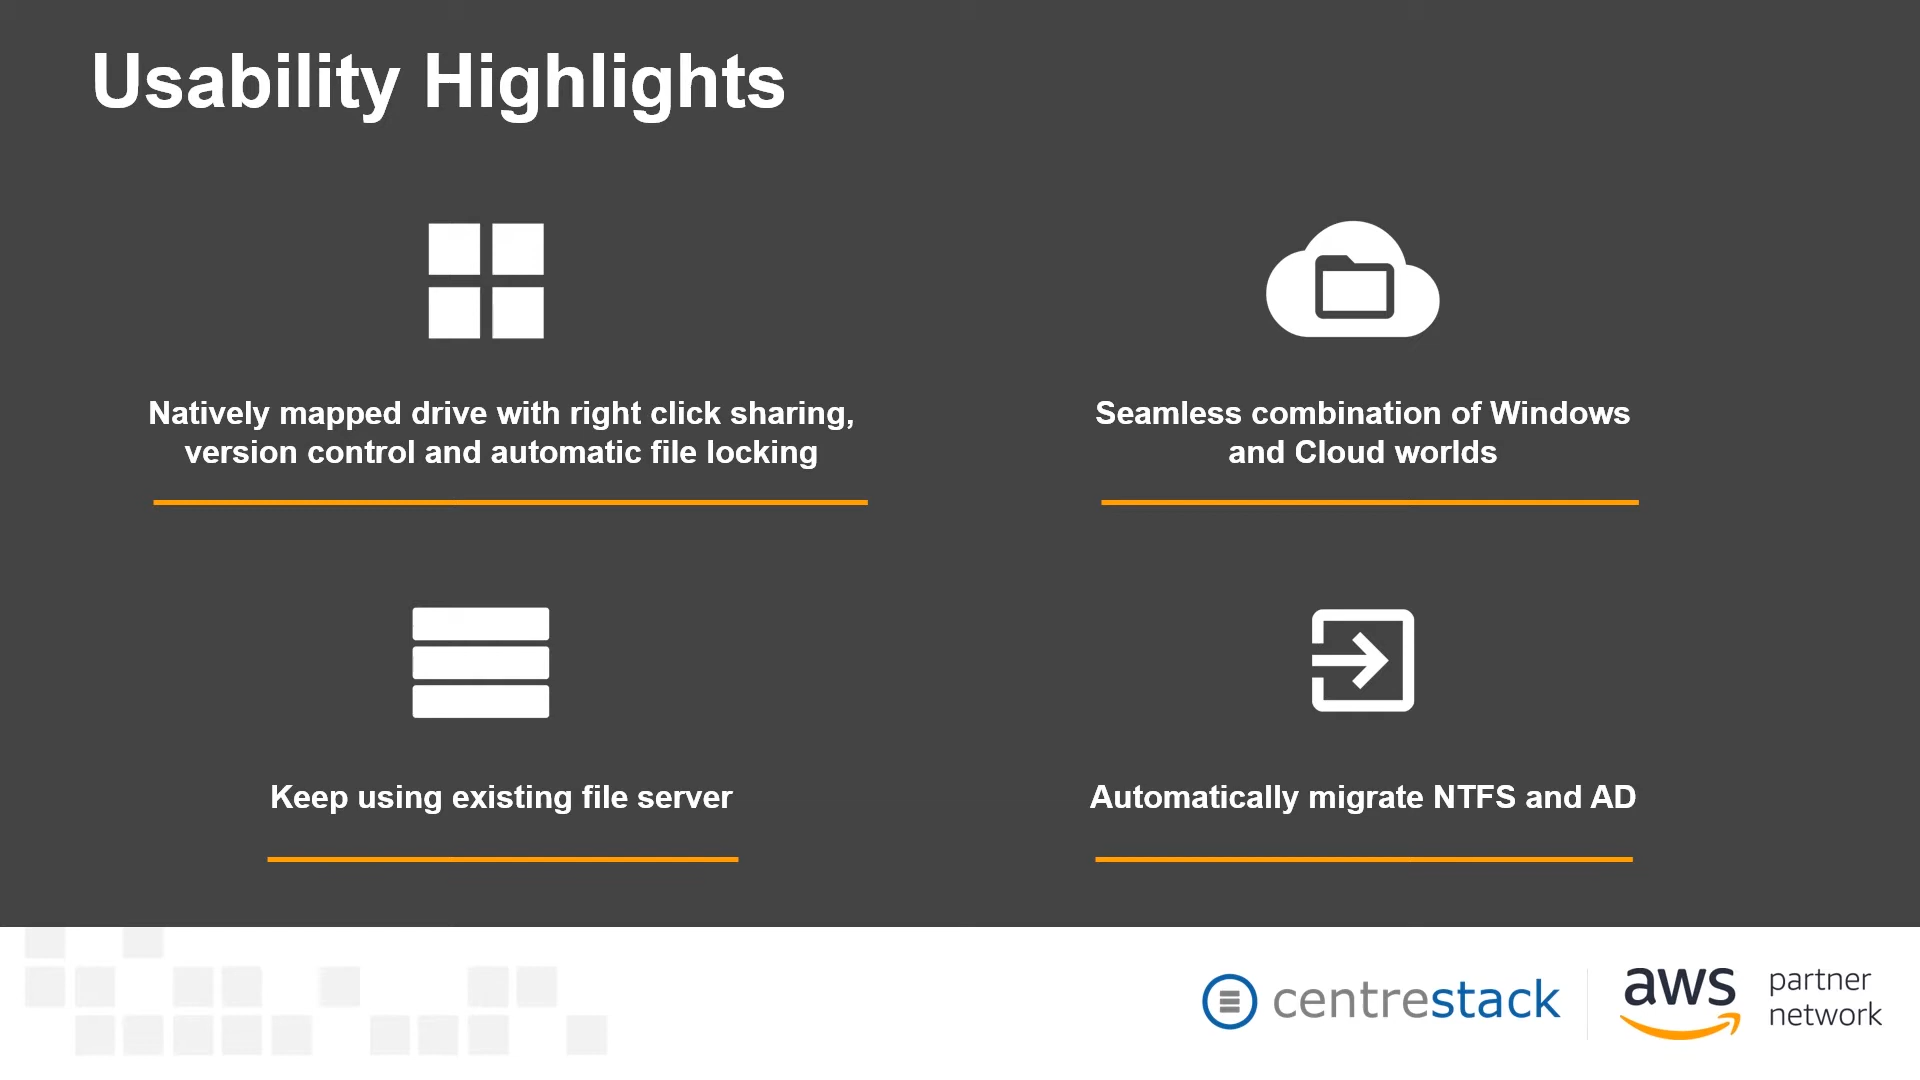 Usability Highlights
Natively mapped drive with right click sharing,
version control and automatic file locking
Seamless combination of Windows
and Cloud worlds
Keep using existing file server
Automatically migrate NTFS and AD
centrestack
aws
partner
network